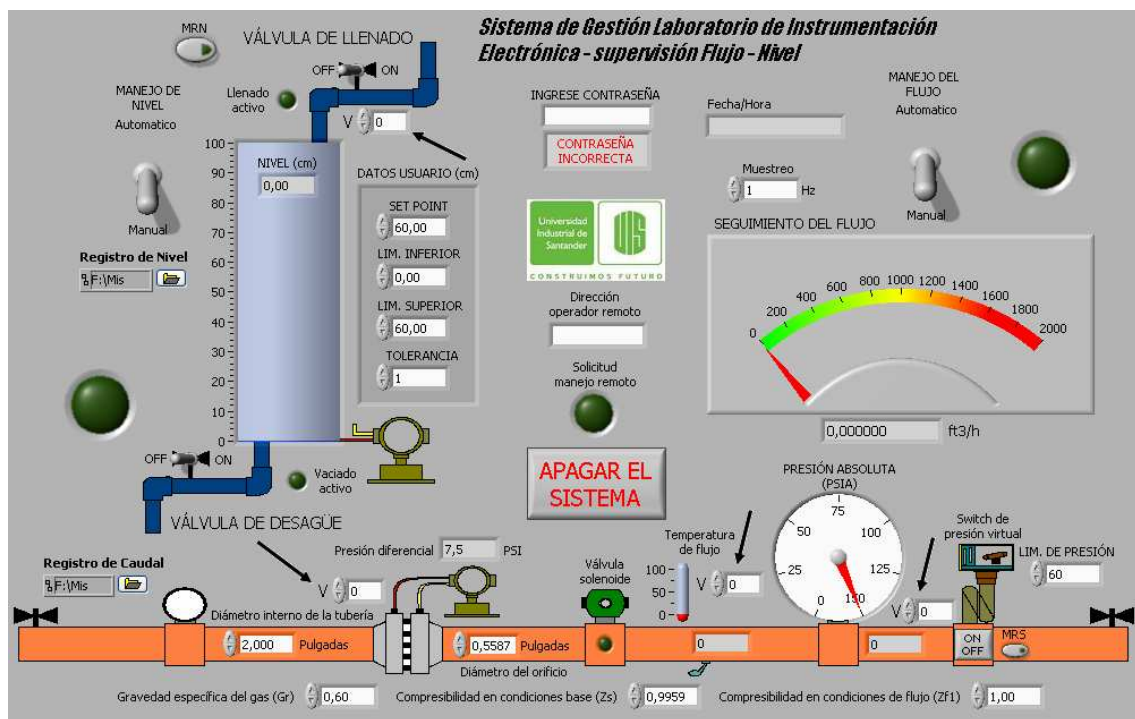 Sistema de Gestión Laboratorio de Instrumentación
Electrónica - supervisión Flujo - Nivel
MRN
VÁLVULA DE LLENADO
OFF ON
Llenado
activo
V 0
MANEJO DE
NIVEL
Automatico
Manual
Registro de Nivel
F:\Mis
NIVEL (cm)
0,00
100
90
80
70
60
50
40
30
20
10
0
DATOS USUARIO (cm)
SET POINT
60,00
LIM. INFERIOR
0,00
LIM. SUPERIOR
60,00
TOLERANCIA
1
INGRESE CONTRASEÑA
CONTRASEÑA
INCORRECTA
Fecha/Hora
Muestreo
1 Hz
MANEJO DEL
FLUJO
Automatico
Manual
Universidad
Industrial de
Santander
UIS
CONSTRUIMOS FUTURO
Dirección
operador remoto
Solicitud
manejo remoto
APAGAR EL
SISTEMA
SEGUIMIENTO DEL FLUJO
0 200 400 600 800 1000 1200 1400 1600 1800 2000
0,000000 ft3/h
OFF ON
Vaciado
activo
VÁLVULA DE DESAGÜE
Registro de Caudal
F:\Mis
Presión diferencial 7,5 PSI
V 0
Diámetro interno de la tubería
2,000 Pulgadas
0,5587 Pulgadas
Diámetro del orificio
Válvula
solenoide
Temperatura
de flujo
100
50
0
V 0
0
PRESIÓN ABSOLUTA
(PSIA)
0 25 50 75 100 125 150
V 0
0
Switch de
presión virtual
LIM. DE PRESIÓN
60
ON
OFF
MRS
Gravedad específica del gas (Gr) 0,60
Compresibilidad en condiciones base (Zs) 0,9959
Compresibilidad en condiciones de flujo (Zf1) 1,00